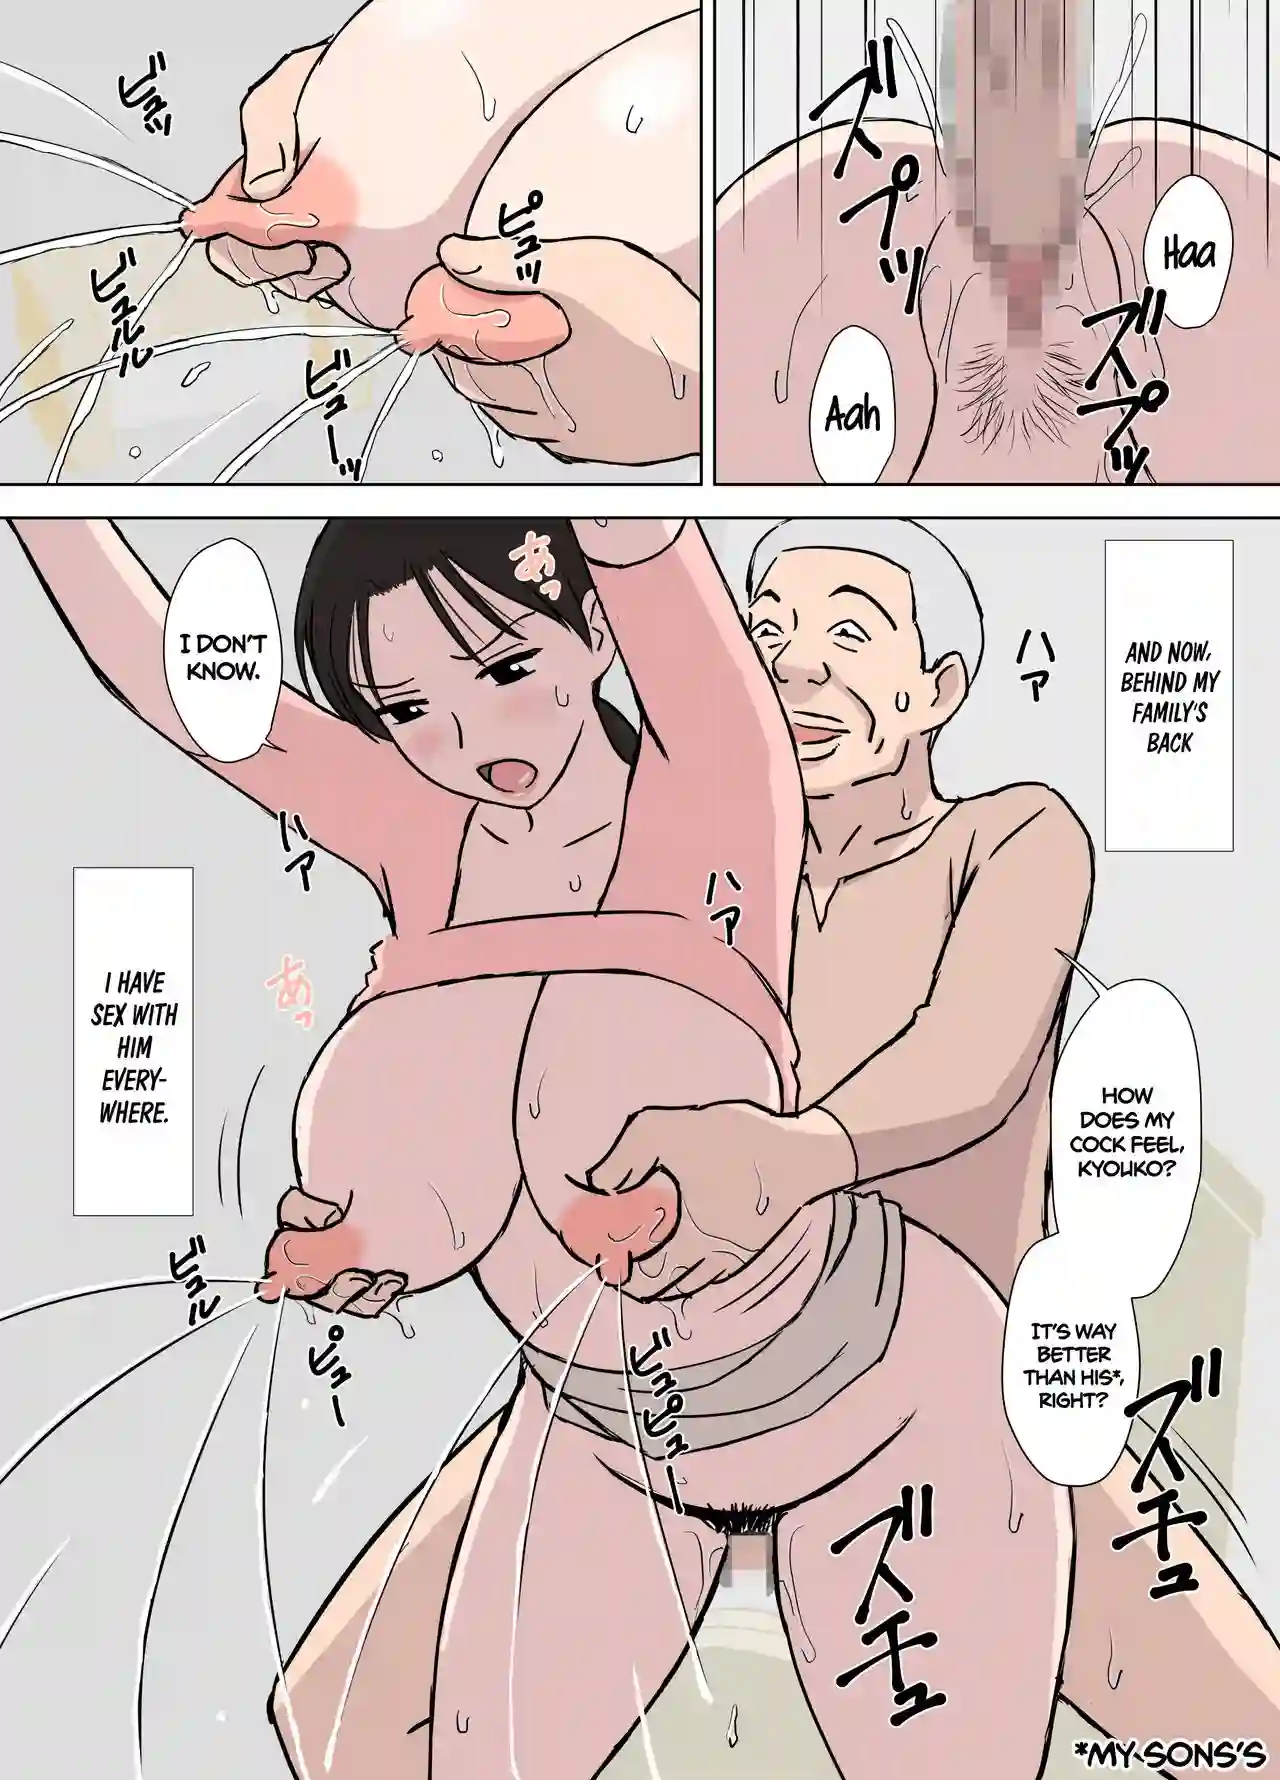 ズプッ
Haa
ズプッ
Aah
ビュッ
ピュッ
ビュルルル
ビューッ
AND NOW,
BEHIND MY
FAMILY'S
BACK
ハァ
あっ
I DON'T
KNOW.
ハァ
ハァ
HOW
DOES MY
COCK FEEL,
KYOUKO?
IT'S WAY
BETTER
THAN HIS*,
RIGHT?
I HAVE
SEX WITH
HIM
EVERY-
WHERE.
あっ
ビュル
ピュー
ビュピュー
ズチュ
ズチュ
*MY SONS'S